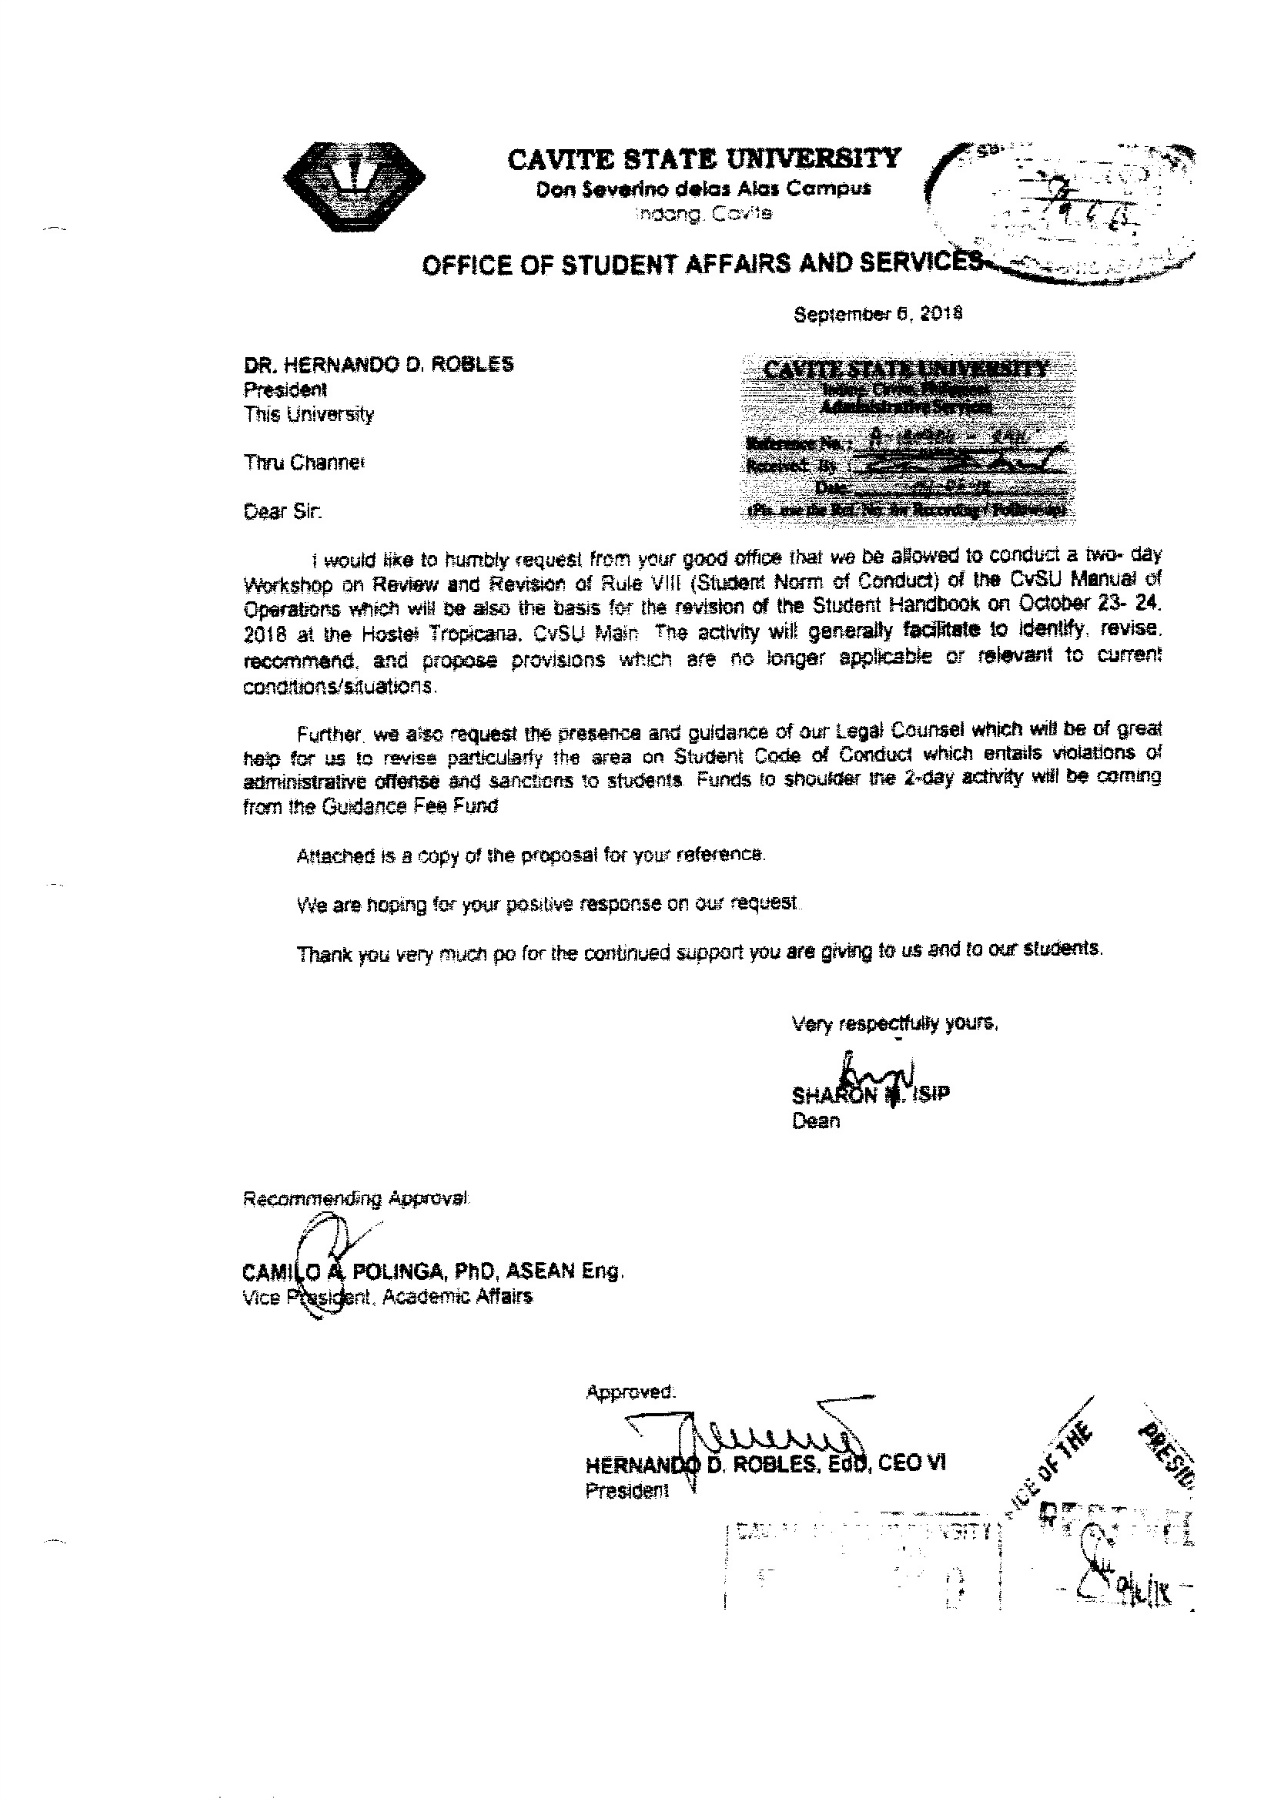 CAVITE STATE UNIVERSITY
Don Severino delas Alas Campus
Indang, Cavite
OFFICE OF STUDENT AFFAIRS AND SERVICES
September 6, 2018
DR. HERNANDO D. ROBLES
President
This University
CAVITE STATE UNIVERSITY
Indang, Cavite, Philippines
Administrative Services
Reference No.:
Received By :
Date
(Pls. use the Ref. No. for Recording / Followup)
Thru Channel
Dear Sir:
I would like to humbly request from your good office that we be allowed to conduct a two- day
Workshop on Review and Revision of Rule VIII (Student Norm of Conduct) of the CvSU Manual of
Operations which will be also the basis for the revision of the Student Handbook on October 23- 24,
2018 at the Hostel Tropicana, CvSU Main. The activity will generally facilitate to identify, revise,
recommend, and propose provisions which are no longer applicable or relevant to current
conditions/situations.
Further, we also request the presence and guidance of our Legal Counsel which will be of great
help for us to revise particularly the area on Student Code of Conduct which entails violations of
administrative offense and sanctions to students. Funds to shoulder the 2-day activity will be coming
from the Guidance Fee Fund
Attached is a copy of the proposal for your reference.
We are hoping for your positive response on our request.
Thank you very much po for the continued support you are giving to us and to our students.
Very respectfully yours,
SHARON M. ISIP
Dean
Recommending Approval:
CAMILO A. POLINGA, PhD, ASEAN Eng.
Vice President, Academic Affairs
Approved:
HERNANDO D. ROBLES, EdD, CEO VI
President
ICE OF THE
PRESID